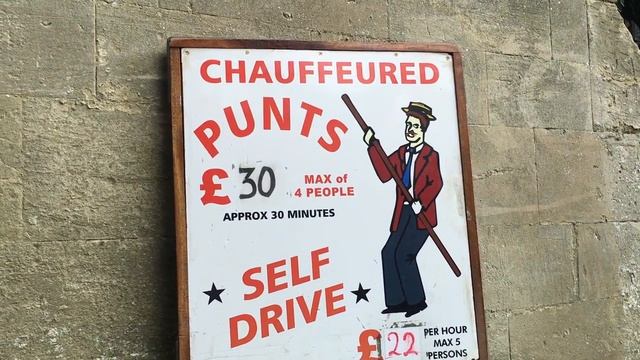 CHAUFFEURED
PUNTS
£30 MAX of
4 PEOPLE
APPROX 30 MINUTES
SELF
DRIVE
£22 PER HOUR
MAX 5
PERSONS